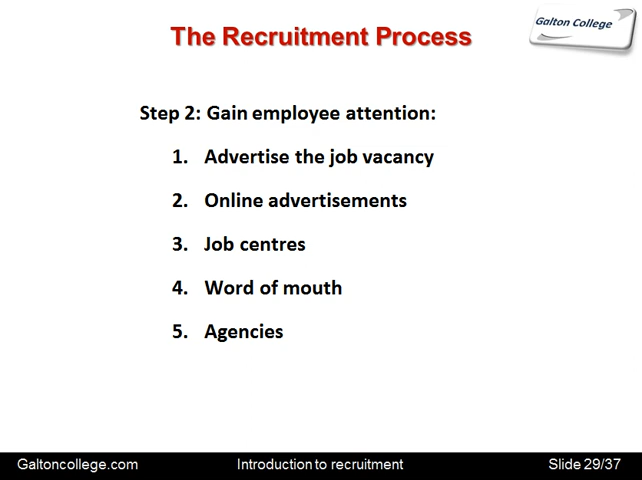 The Recruitment Process
Galton College
Step 2: Gain employee attention:
1. Advertise the job vacancy
2. Online advertisements
3. Job centres
4. Word of mouth
5. Agencies
Galtoncollege.com Introduction to recruitment Slide 29/37